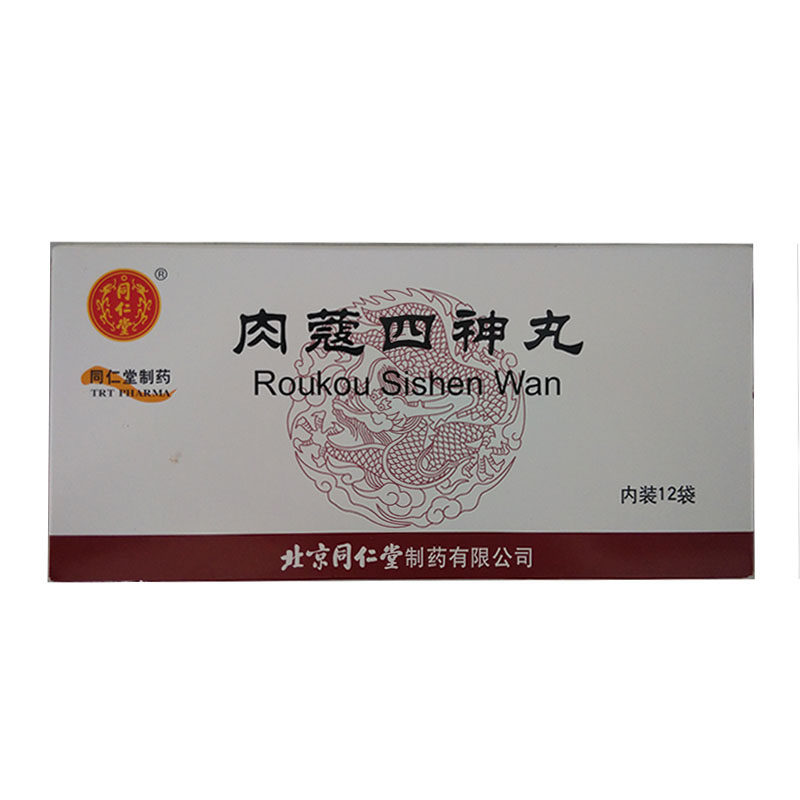 同仁堂
®
同仁堂制药
TRT PHARMA
肉蔻四神丸
Roukou Sishen Wan
内装12袋
北京同仁堂制药有限公司